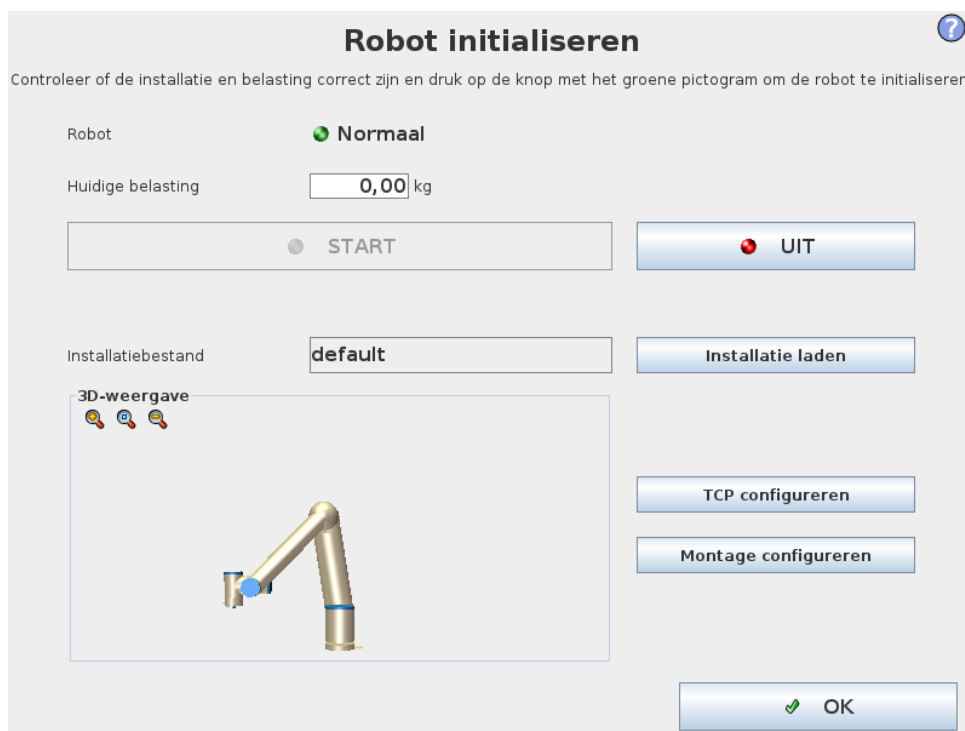 Robot initialiseren
?
Controleer of de installatie en belasting correct zijn en druk op de knop met het groene pictogram om de robot te initialiseren
Robot Normaal
Huidige belasting 0,00 kg
START UIT
Installatiebestand default Installatie laden
3D-weergave
TCP configureren
Montage configureren
OK